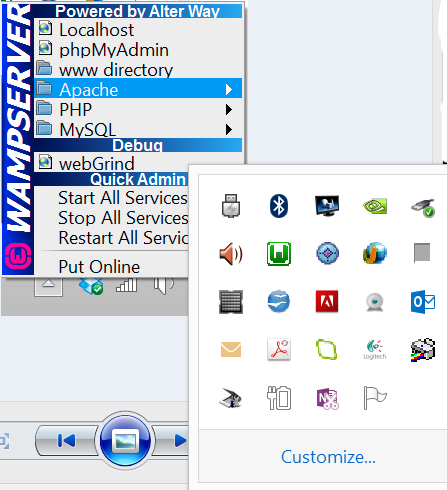 WAMPSERVER
Powered by Alter Way
Localhost
phpMyAdmin
www directory
Apache
PHP
MySQL
Debug
webGrind
Quick Admin
Start All Services
Stop All Services
Restart All Servic
Put Online
Logitech
Customize...